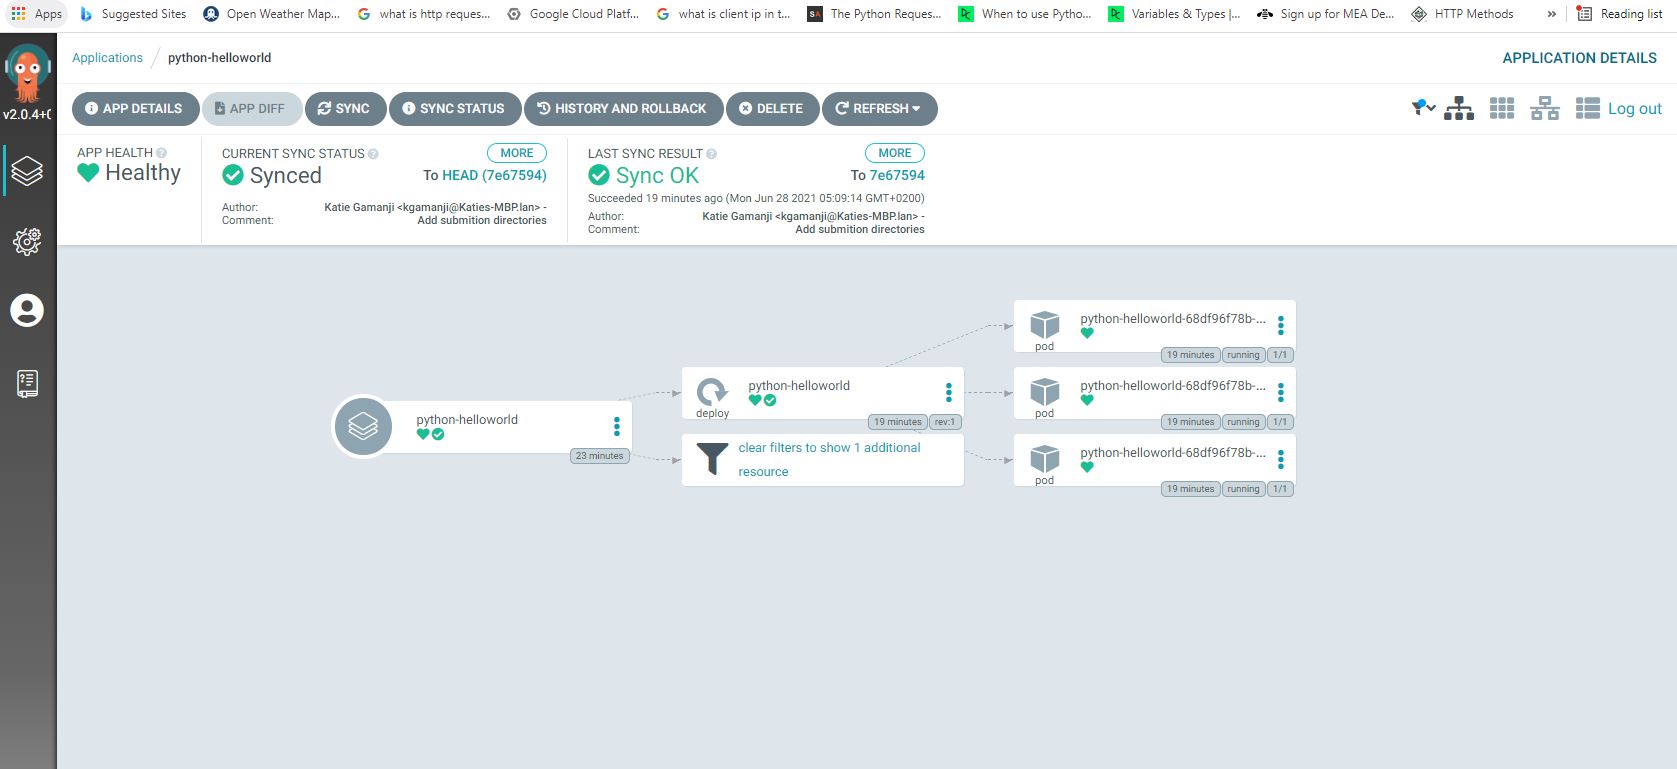 Apps Suggested Sites Open Weather Map... what is http reques... Google Cloud Platf... what is client ip in t... The Python Reques... When to use Pytho... Variables & Types |... Sign up for MEA De... HTTP Methods » Reading list
Applications / python-helloworld APPLICATION DETAILS
v2.0.4+0
APP DETAILS APP DIFF SYNC SYNC STATUS HISTORY AND ROLLBACK DELETE REFRESH Log out
APP HEALTH
Healthy
CURRENT SYNC STATUS MORE
Synced To HEAD (7e67594)
Author: Katie Gamanji <kgamanji@Katies-MBP.lan> -
Comment: Add submition directories
LAST SYNC RESULT MORE
Sync OK To 7e67594
Succeeded 19 minutes ago (Mon Jun 28 2021 05:09:14 GMT+0200)
Author: Katie Gamanji <kgamanji@Katies-MBP.lan> -
Comment: Add submition directories
python-helloworld
23 minutes
python-helloworld
deploy
19 minutes rev:1
clear filters to show 1 additional
resource
python-helloworld-68df96f78b-...
pod
19 minutes running 1/1
python-helloworld-68df96f78b-...
pod
19 minutes running 1/1
python-helloworld-68df96f78b-...
pod
19 minutes running 1/1